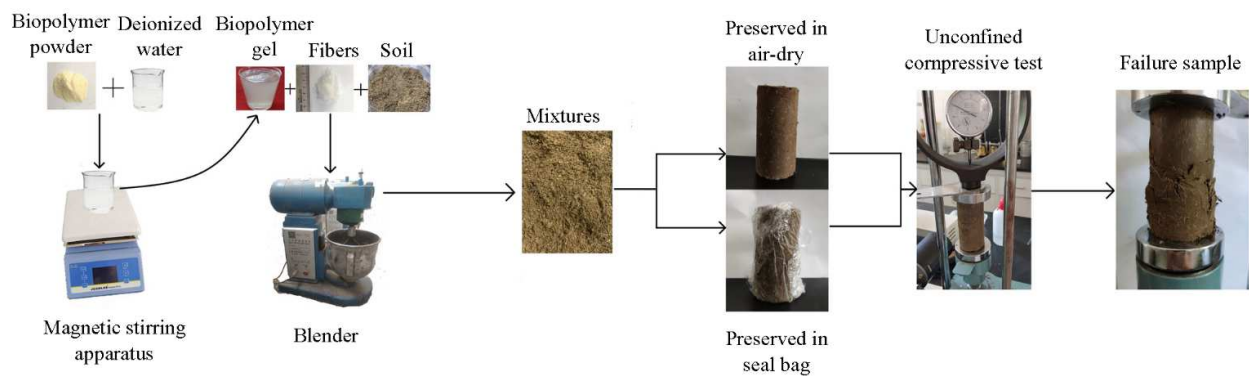 Biopolymer
powder
+
Deionized
water
Biopolymer
gel
+
Fibers
+
Soil
Magnetic stirring
apparatus
Blender
Mixtures
Preserved in
air-dry
Preserved in
seal bag
Unconfined
cornpressive test
Failure sample